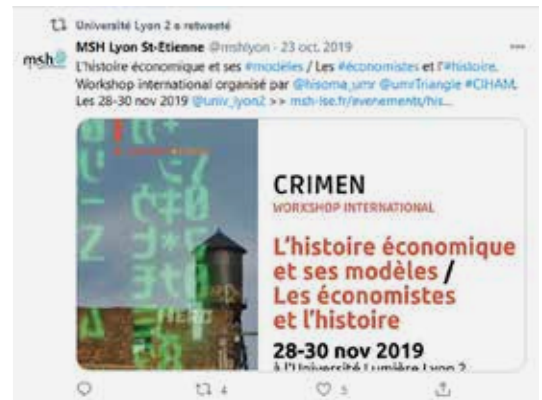 Université Lyon 2 a retweeté
MSH Lyon St-Etienne @mshlyon · 23 oct. 2019
msh
L'histoire économique et ses #modèles / Les #économistes et l'#histoire.
Workshop international organisé par @hisoma_umr @umrTriangle #CIHAM.
Les 28-30 nov 2019 @univ_lyon2 >> msh-lse.fr/evenements/his...
CRIMEN
WORKSHOP INTERNATIONAL
L'histoire économique
et ses modèles /
Les économistes
et l'histoire
28-30 nov 2019
à l'Université Lumière Lyon 2
4
5